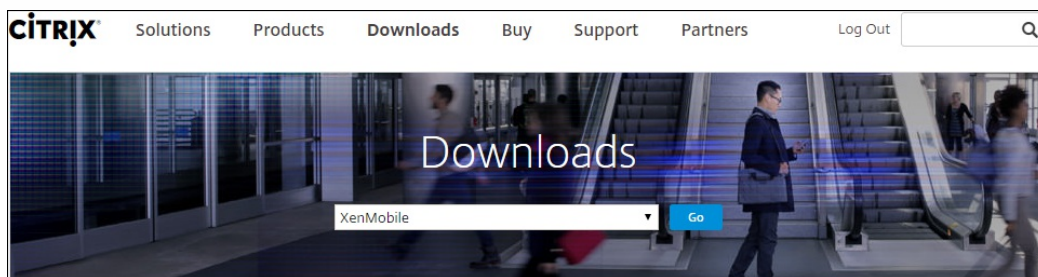 CITRIX Solutions Products Downloads Buy Support Partners Log Out
Downloads
XenMobile Go